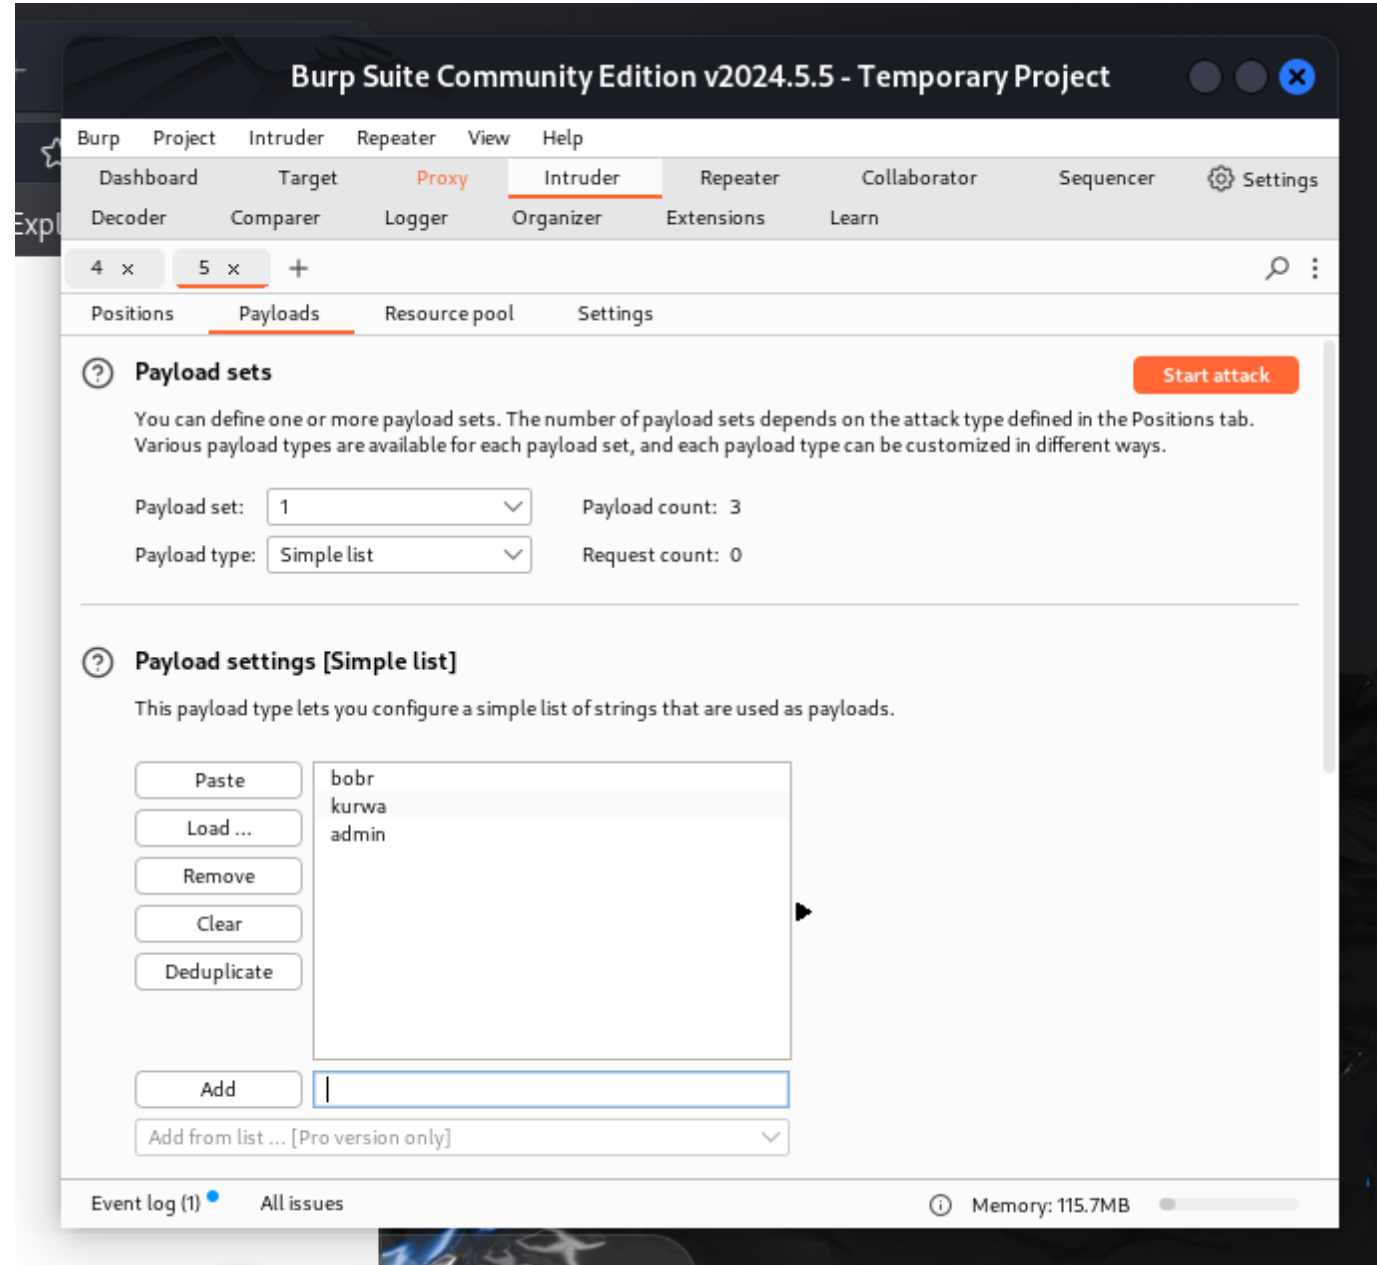 Burp Suite Community Edition v2024.5.5 - Temporary Project
Burp Project Intruder Repeater View Help
Dashboard Target Proxy Intruder Repeater Collaborator Sequencer Settings
Expl
Decoder Comparer Logger Organizer Extensions Learn
4 × 5 × +
Positions Payloads Resource pool Settings
? Payload sets
Start attack
You can define one or more payload sets. The number of payload sets depends on the attack type defined in the Positions tab.
Various payload types are available for each payload set, and each payload type can be customized in different ways.
Payload set: 1 Payload count: 3
Payload type: Simple list Request count: 0
? Payload settings [Simple list]
This payload type lets you configure a simple list of strings that are used as payloads.
Paste
Load ...
Remove
Clear
Deduplicate
bobr
kurwa
admin
Add
Add from list ... [Pro version only]
Event log (1) All issues Memory: 115.7MB